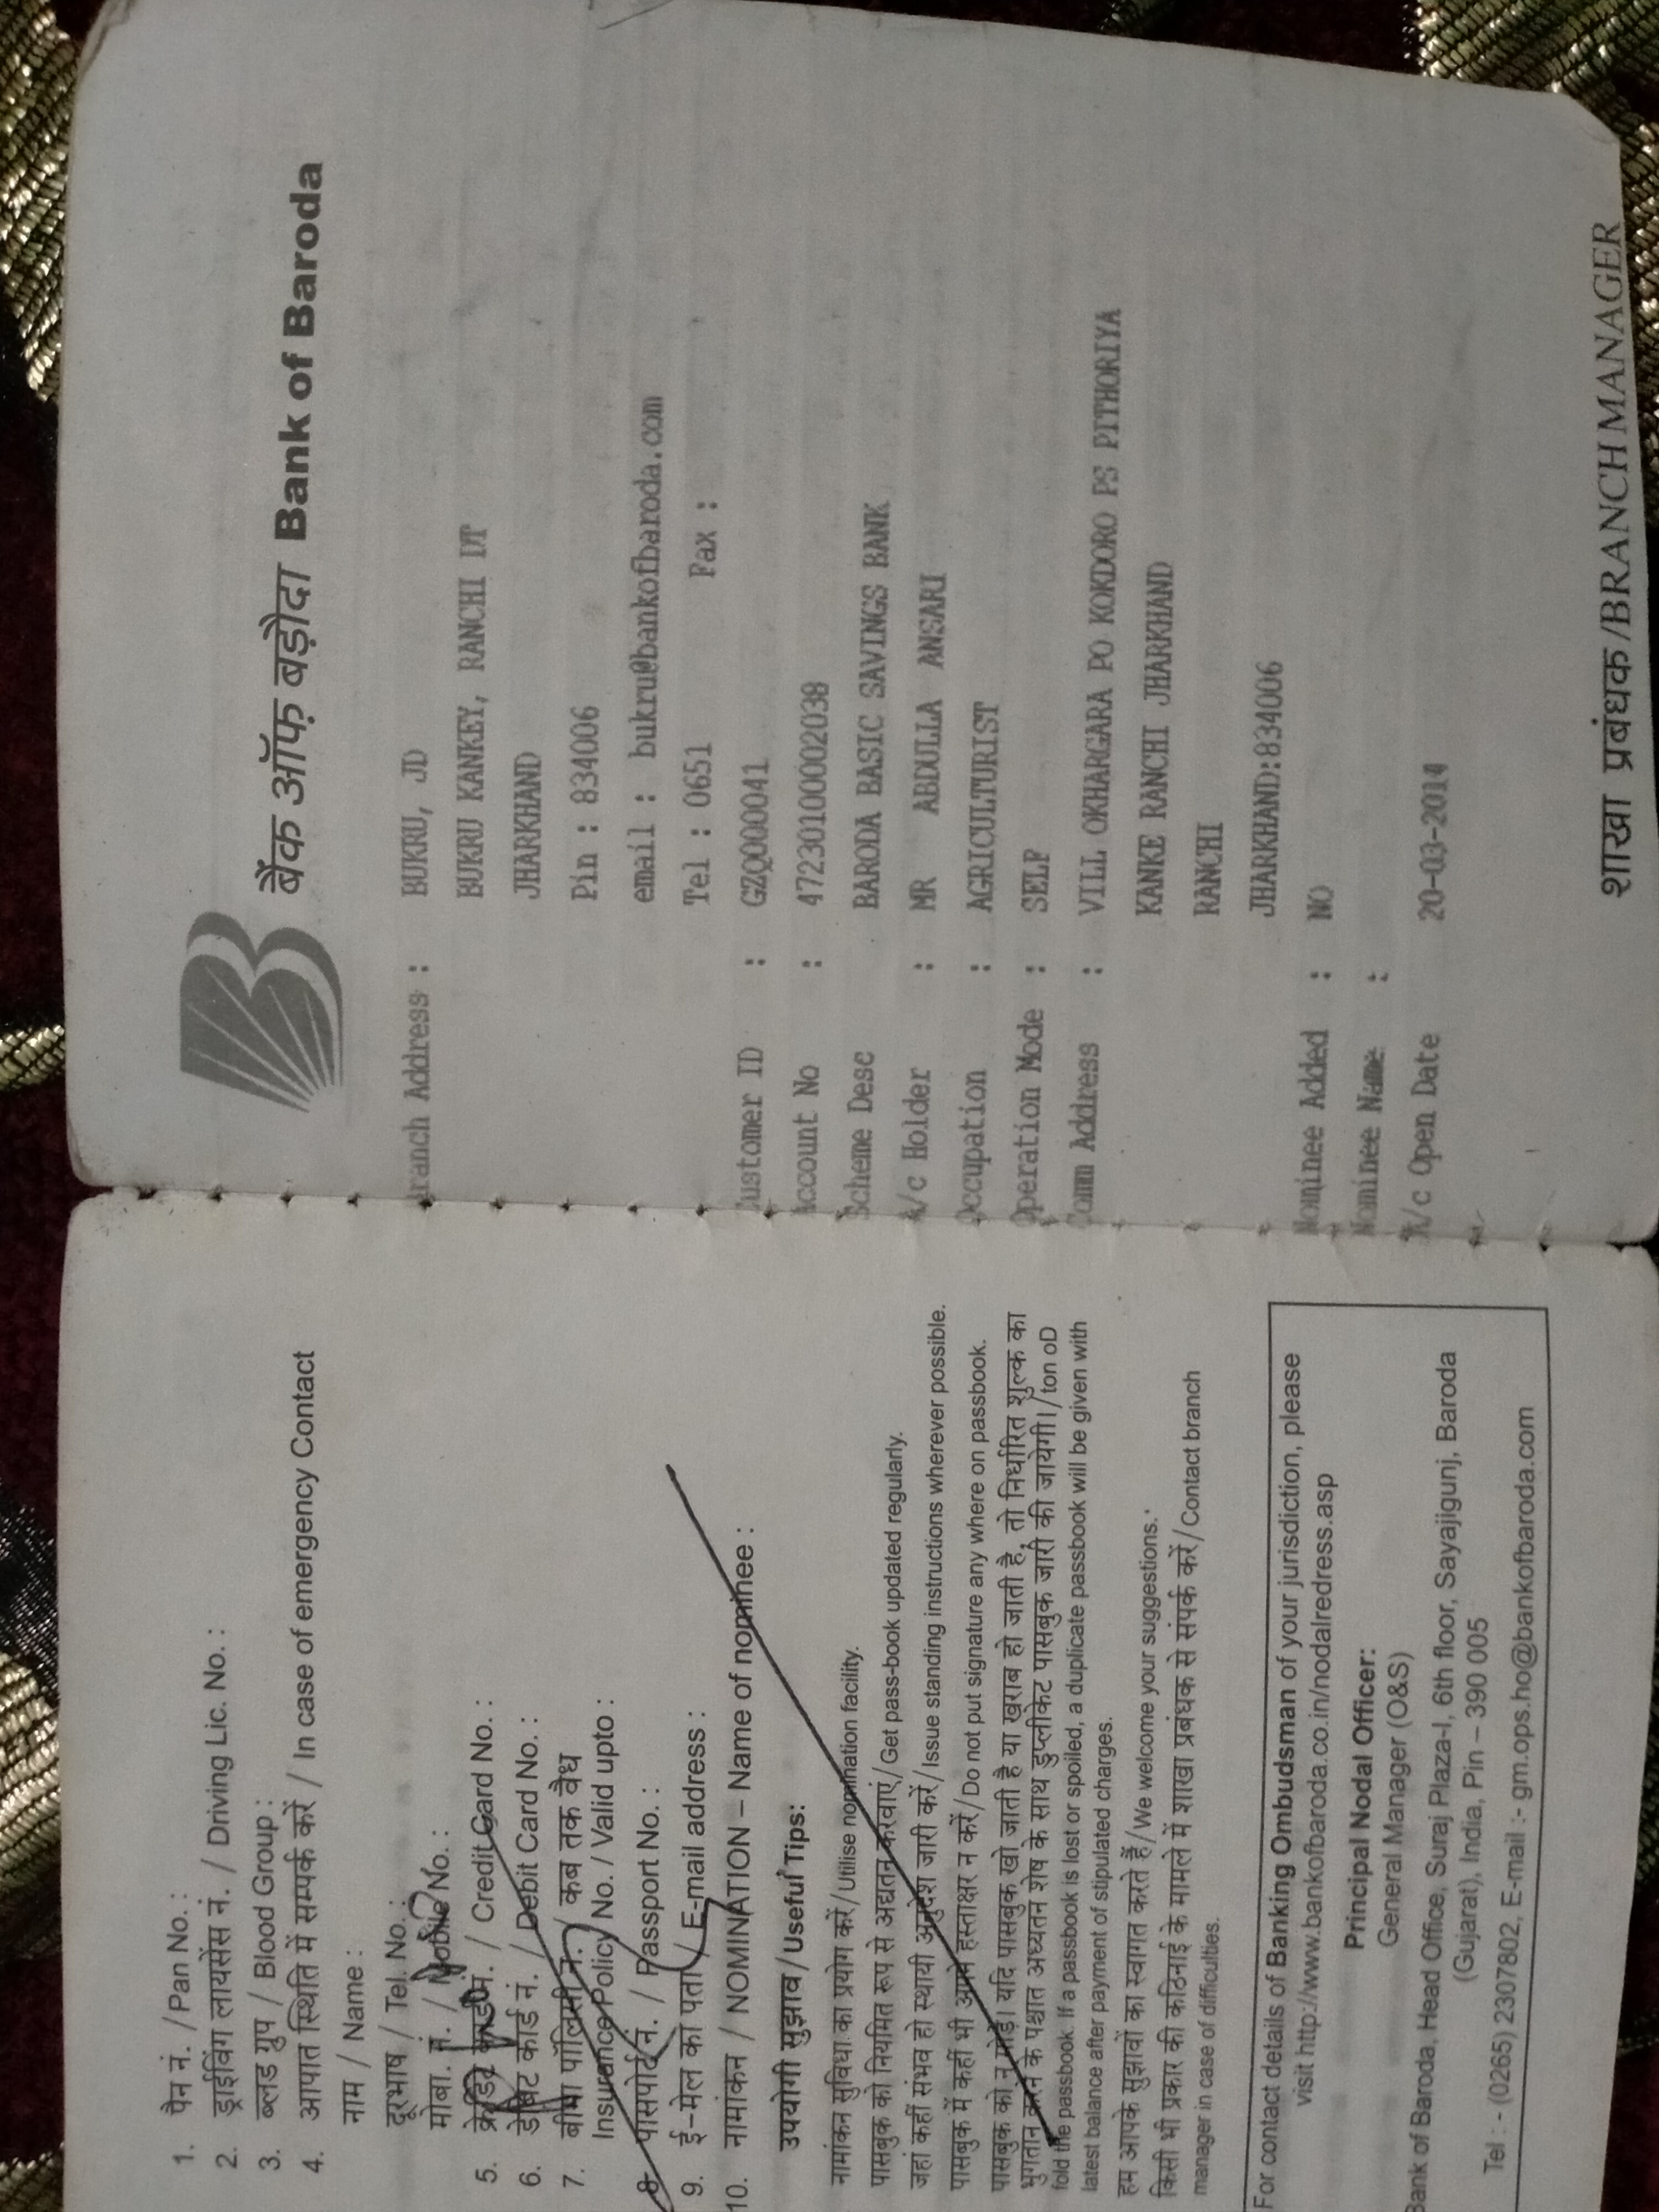 1. पैन नं. / Pan No. :
2. ड्राईविंग लायसेंस नं. / Driving Lic. No. :
3. ब्लड ग्रुप / Blood Group :
4. आपात स्थिति में सम्पर्क करें / In case of emergency Contact
नाम / Name :
दूरभाष / Tel. No. :
मोबा. नं. / Mobile No. :
5. क्रेडिट कार्ड नं. / Credit Card No. :
6. डेबिट कार्ड नं. / Debit Card No. :
7. बीमा पॉलिसी नं. / कब तक वैध
Insurance Policy No. / Valid upto :
8. पासपोर्ट नं. / Passport No. :
9. ई-मेल का पता / E-mail address :
10. नामांकन / NOMINATION – Name of nominee :
उपयोगी सुझाव / Useful Tips:
नामांकन सुविधा का प्रयोग करें / Utilise nomination facility.
पासबुक को नियमित रूप से अद्यतन करवाएं / Get pass-book updated regularly.
जहां कहीं संभव हो स्थायी अनुदेश जारी करें / Issue standing instructions wherever possible.
पासबुक में कहीं भी अपने हस्ताक्षर न करें / Do not put signature any where on passbook.
पासबुक को न मोड़ें। यदि पासबुक खो जाती है या खराब हो जाती है, तो निर्धारित शुल्क का
भुगतान करने के पश्चात अध्यतन शेष के साथ डुप्लीकेट पासबुक जारी की जायेगी। / ton oD
fold the passbook. If a passbook is lost or spoiled, a duplicate passbook will be given with
latest balance after payment of stipulated charges.
हम आपके सुझावों का स्वागत करते हैं / We welcome your suggestions.
किसी भी प्रकार की कठिनाई के मामले में शाखा प्रबंधक से संपर्क करें / Contact branch
manager in case of difficulties.
For contact details of Banking Ombudsman of your jurisdiction, please
visit http://www.bankofbaroda.co.in/nodalredress.asp
Principal Nodal Officer:
General Manager (O&S)
Bank of Baroda, Head Office, Suraj Plaza-I, 6th floor, Sayajigunj, Baroda
(Gujarat), India, Pin – 390 005
Tel :- (0265) 2307802, E-mail :- gm.ops.ho@bankofbaroda.com
बैंक ऑफ़ बड़ौदा Bank of Baroda
Branch Address : BUKRU, JD
BUKRU KANKEY, RANCHI DT
JHARKHAND
Pin : 834006
email : bukru@bankofbaroda.com
Tel : 0651 Fax :
Customer ID : GZQ000041
Account No : 47230100002038
Scheme Desc BARODA BASIC SAVINGS BANK
A/c Holder : MR ABDULLA ANSARI
Occupation : AGRICULTURIST
Operation Mode : SELF
Comm Address : VILL OKHARGARA PO KOKDORO PS PITHORIYA
KANKE RANCHI JHARKHAND
RANCHI
JHARKHAND:834006
Nominee Added : NO
Nominee Name :
A/c Open Date 20-03-2014
शाखा प्रबंधक / BRANCH MANAGER